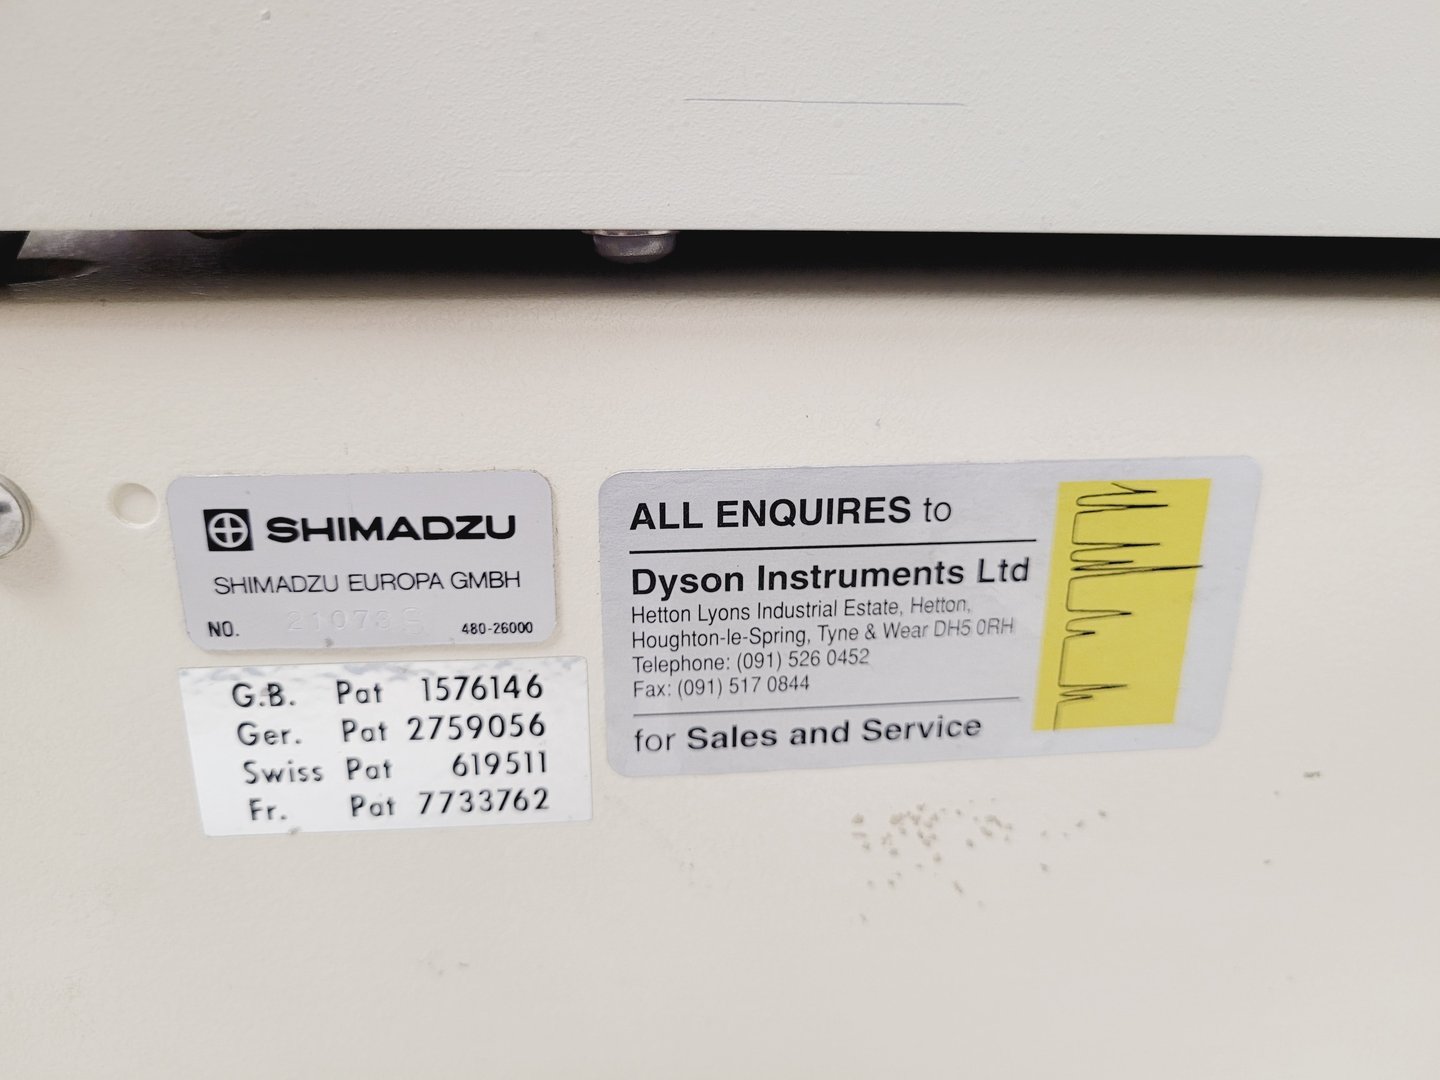 SHIMADZU
SHIMADZU EUROPA GMBH
NO. 480-26000
G.B. Pat 1576146
Ger. Pat 2759056
Swiss Pat 619511
Fr. Pat 7733762
ALL ENQUIRES to
Dyson Instruments Ltd
Hetton Lyons Industrial Estate, Hetton,
Houghton-le-Spring, Tyne & Wear DH5 0RH
Telephone: (091) 526 0452
Fax: (091) 517 0844
for Sales and Service